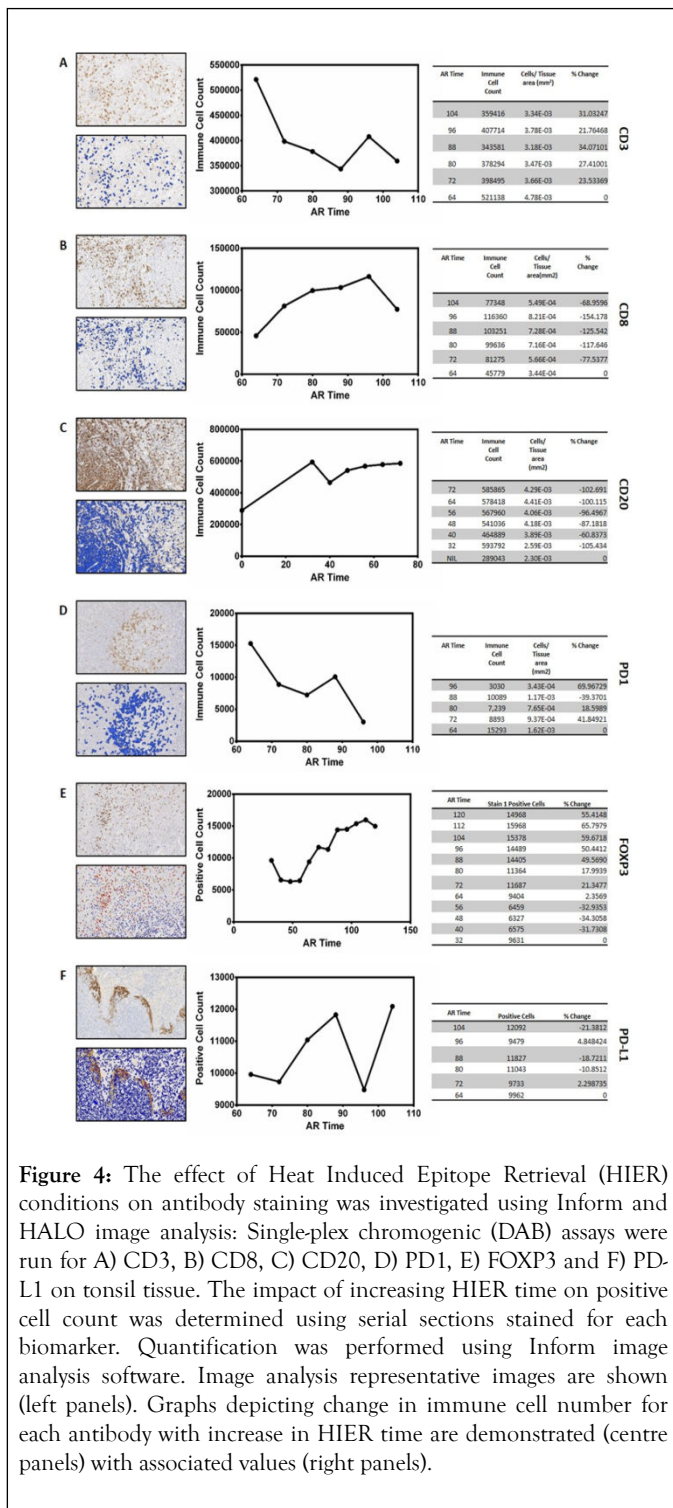 A
Immune Cell Count
550000
500000
450000
400000
350000
300000
60 70 80 90 100 110
AR Time
AR Time Immune Cell Count Cells/ Tissue area (mm²) % Change
104 359416 3.34E-03 31.03247
96 407714 3.78E-03 21.76468
88 343581 3.18E-03 34.07101
80 378294 3.47E-03 27.41001
72 398495 3.66E-03 23.53369
64 521138 4.78E-03 0
CD3
B
Immune Cell Count
150000
100000
50000
0
60 70 80 90 100 110
AR Time
AR Time Immune Cell Count Cells/ Tissue area(mm2) % Change
104 77348 5.49E-04 -68.9596
96 116360 8.21E-04 -154.178
88 103251 7.28E-04 -125.542
80 99636 7.16E-04 -117.646
72 81275 5.66E-04 -77.5377
64 45779 3.44E-04 0
CD8
C
Immune Cell Count
800000
600000
400000
200000
0
0 20 40 60 80
AR Time
AR Time Immune Cell Count Cells/ Tissue area (mm2) % Change
72 585865 4.29E-03 -102.691
64 578418 4.41E-03 -100.115
56 567960 4.06E-03 -96.4967
48 541036 4.18E-03 -87.1818
40 464889 3.89E-03 -60.8373
32 593792 2.59E-03 -105.434
NIL 289043 2.30E-03 0
CD20
D
Immune Cell Count
20000
15000
10000
5000
0
60 70 80 90 100 110
AR Time
AR Time Immune Cell Count Cells/ Tissue area (mm2) % Change
96 3030 3.43E-04 69.96729
88 10089 1.17E-03 -39.3701
80 7,239 7.65E-04 18.5989
72 8893 9.37E-04 41.84921
64 15293 1.62E-03 0
PD1
E
Positive Cell Count
20000
15000
10000
5000
0
0 50 100 150
AR Time
AR Time Stain 1 Positive Cells % Change
120 14968 55.4148
112 15968 65.7979
104 15378 59.6718
96 14489 50.4412
88 14405 49.5690
80 11364 17.9939
72 11687 21.3477
64 9404 2.3569
56 6459 -32.9353
48 6327 -34.3058
40 6575 -31.7308
32 9631 0
FOXP3
F
Positive Cell Count
13000
12000
11000
10000
9000
60 70 80 90 100 110
AR Time
AR Time Positive Cells % Change
104 12092 -21.3812
96 9479 4.848424
88 11827 -18.7211
80 11043 -10.8512
72 9733 2.298735
64 9962 0
PD-L1
Figure 4: The effect of Heat Induced Epitope Retrieval (HIER)
conditions on antibody staining was investigated using Inform and
HALO image analysis: Single-plex chromogenic (DAB) assays were
run for A) CD3, B) CD8, C) CD20, D) PD1, E) FOXP3 and F) PD-
L1 on tonsil tissue. The impact of increasing HIER time on positive
cell count was determined using serial sections stained for each
biomarker. Quantification was performed using Inform image
analysis software. Image analysis representative images are shown
(left panels). Graphs depicting change in immune cell number for
each antibody with increase in HIER time are demonstrated (centre
panels) with associated values (right panels).